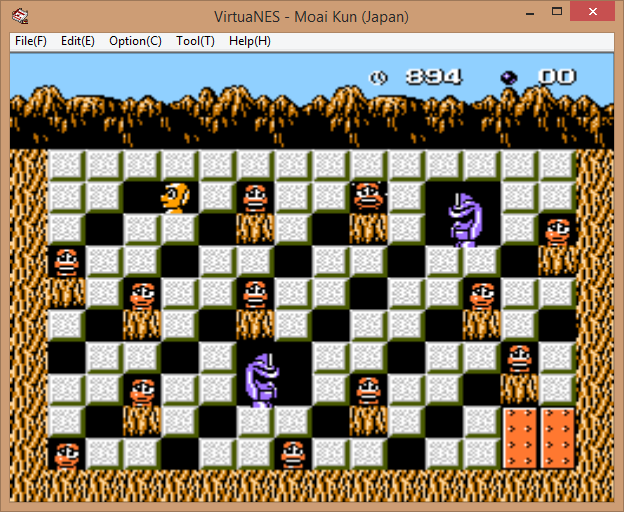 VirtuaNES - Moai Kun (Japan)
File(F) Edit(E) Option(C) Tool(T) Help(H)
894 00